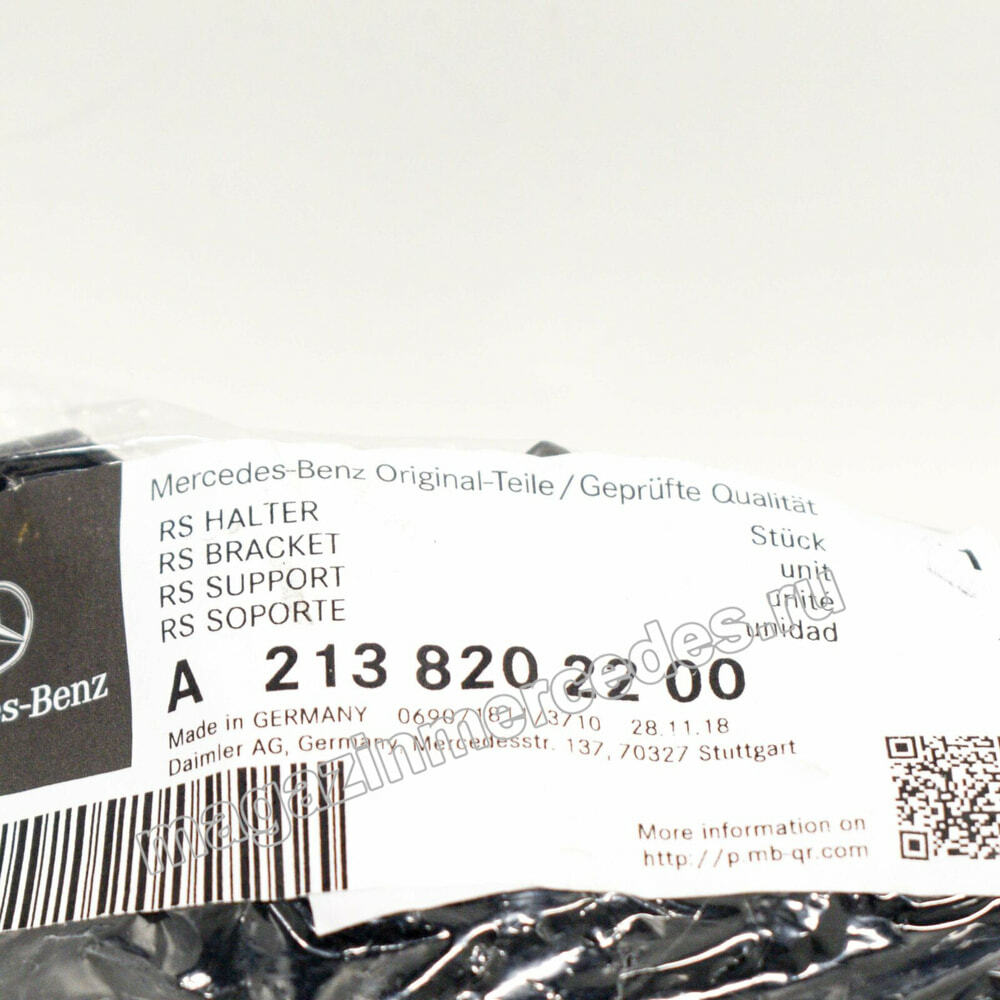 Mercedes-Benz Original-Teile/Geprüfte Qualität
RS HALTER
RS BRACKET
RS SUPPORT
RS SOPORTE
Stück
unit
unité
unidad
1
A 213 820 22 00
Made in GERMANY 28.11.18
Daimler AG, Germany, Mercedesstr. 137, 70327 Stuttgart
es-Benz
More information on
http://p.mb-qr.com
magazinmercedes.ru